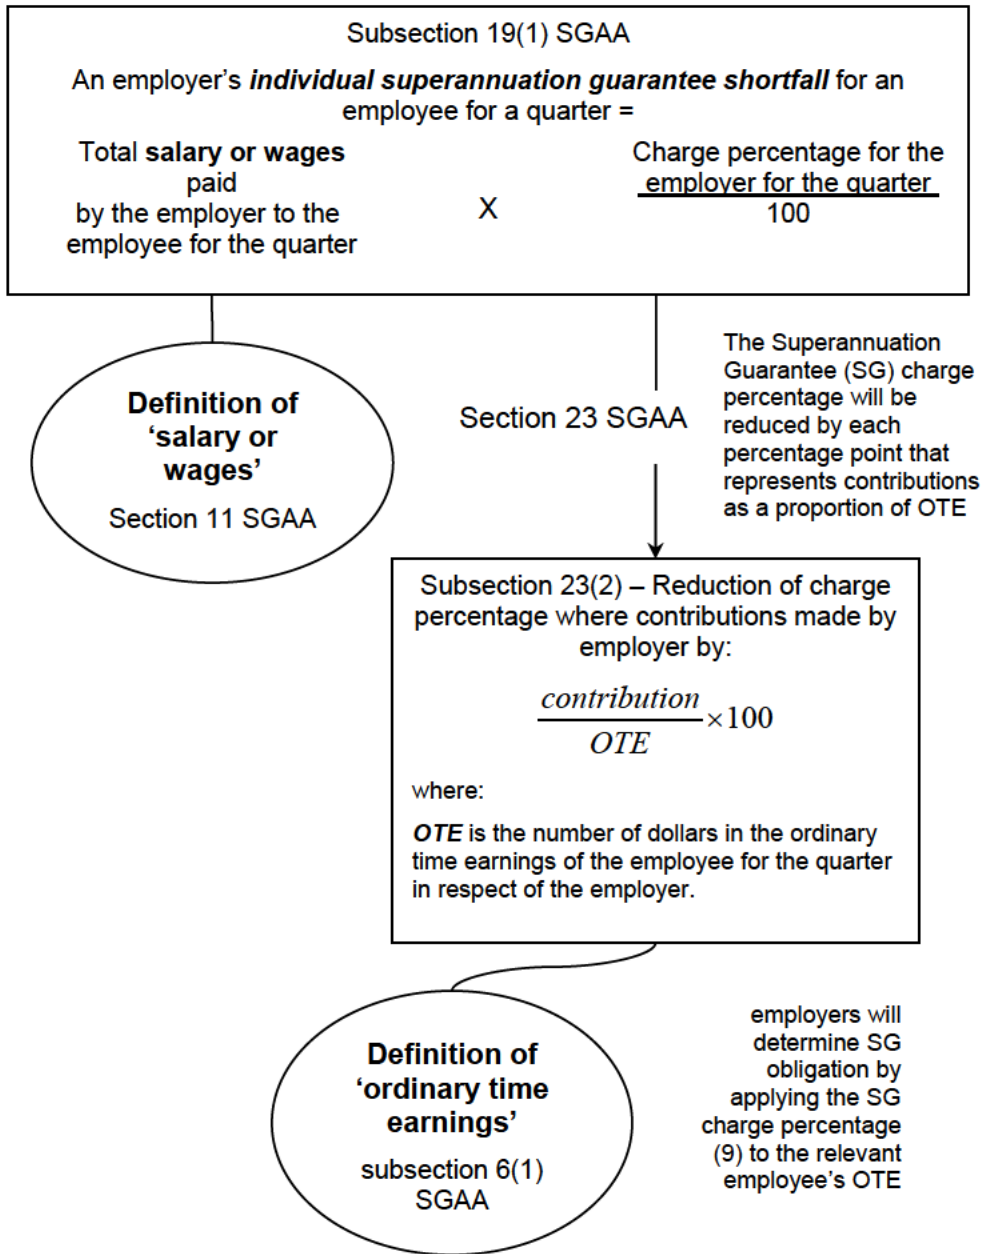 Subsection 19(1) SGAA
An employer's individual superannuation guarantee shortfall for an
employee for a quarter =
Total salary or wages
paid
by the employer to the
employee for the quarter
X
Charge percentage for the
employer for the quarter
100
Definition of
'salary or
wages'
Section 11 SGAA
Section 23 SGAA
The Superannuation
Guarantee (SG) charge
percentage will be
reduced by each
percentage point that
represents contributions
as a proportion of OTE
Subsection 23(2) – Reduction of charge
percentage where contributions made by
employer by:
contribution
OTE
×100
where:
OTE is the number of dollars in the ordinary
time earnings of the employee for the quarter
in respect of the employer.
Definition of
'ordinary time
earnings'
subsection 6(1)
SGAA
employers will
determine SG
obligation by
applying the SG
charge percentage
(9) to the relevant
employee's OTE